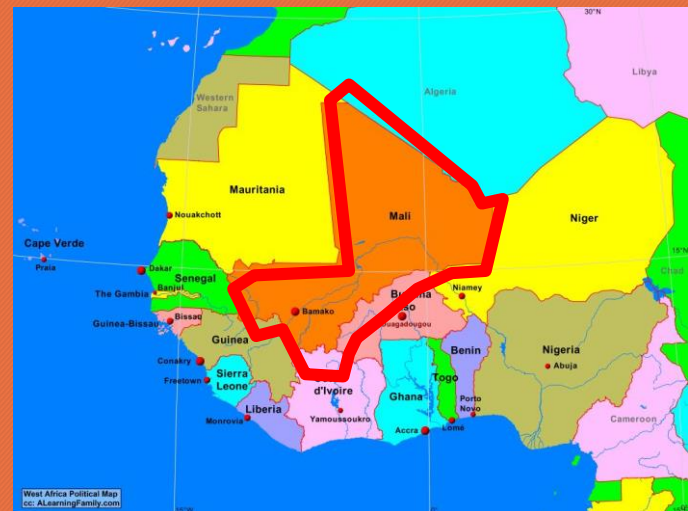 30°N
Libya
Algeria
Western
Sahara
Mauritania
Mali
Niger
Nouakchott
Cape Verde
Praia
15°N
Dakar
Senegal
Chad
The Gambia
Banjul
Niamey
Bamako
Guinea-Bissau
Bissau
Ouagadougou
Guinea
Benin
Nigeria
Conakry
Abuja
Sierra
Leone
Togo
Freetown
d'Ivoire
Ghana
Porto
Novo
Liberia
Yamoussoukro
Cameroon
Monrovia
Lomé
Accra
West Africa Political Map
cc: ALearningFamily.com